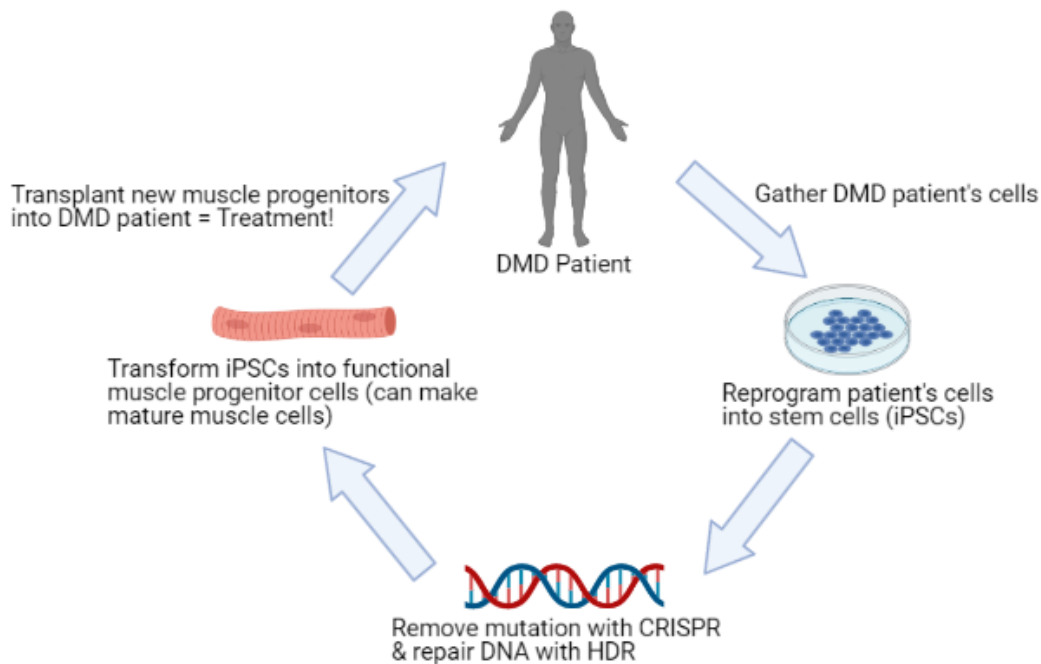 DMD Patient
Gather DMD patient's cells
Reprogram patient's cells
into stem cells (iPSCs)
Remove mutation with CRISPR
& repair DNA with HDR
Transform iPSCs into functional
muscle progenitor cells (can make
mature muscle cells)
Transplant new muscle progenitors
into DMD patient = Treatment!